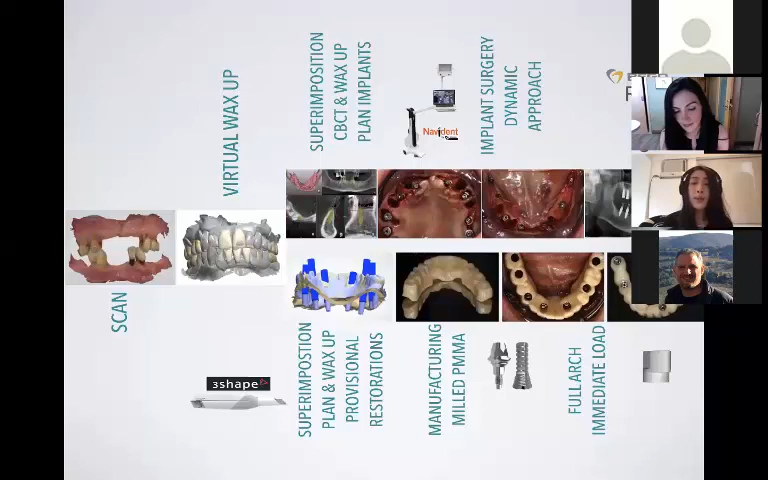 SCAN
VIRTUAL WAX UP
SUPERIMPOSITION
CBCT & WAX UP
PLAN IMPLANTS
Navident
IMPLANT SURGERY
DYNAMIC
APPROACH
3shape
SUPERIMPOSTION
PLAN & WAX UP
PROVISIONAL
RESTORATIONS
MANUFACTURING
MILLED PMMA
FULL ARCH
IMMEDIATE LOAD